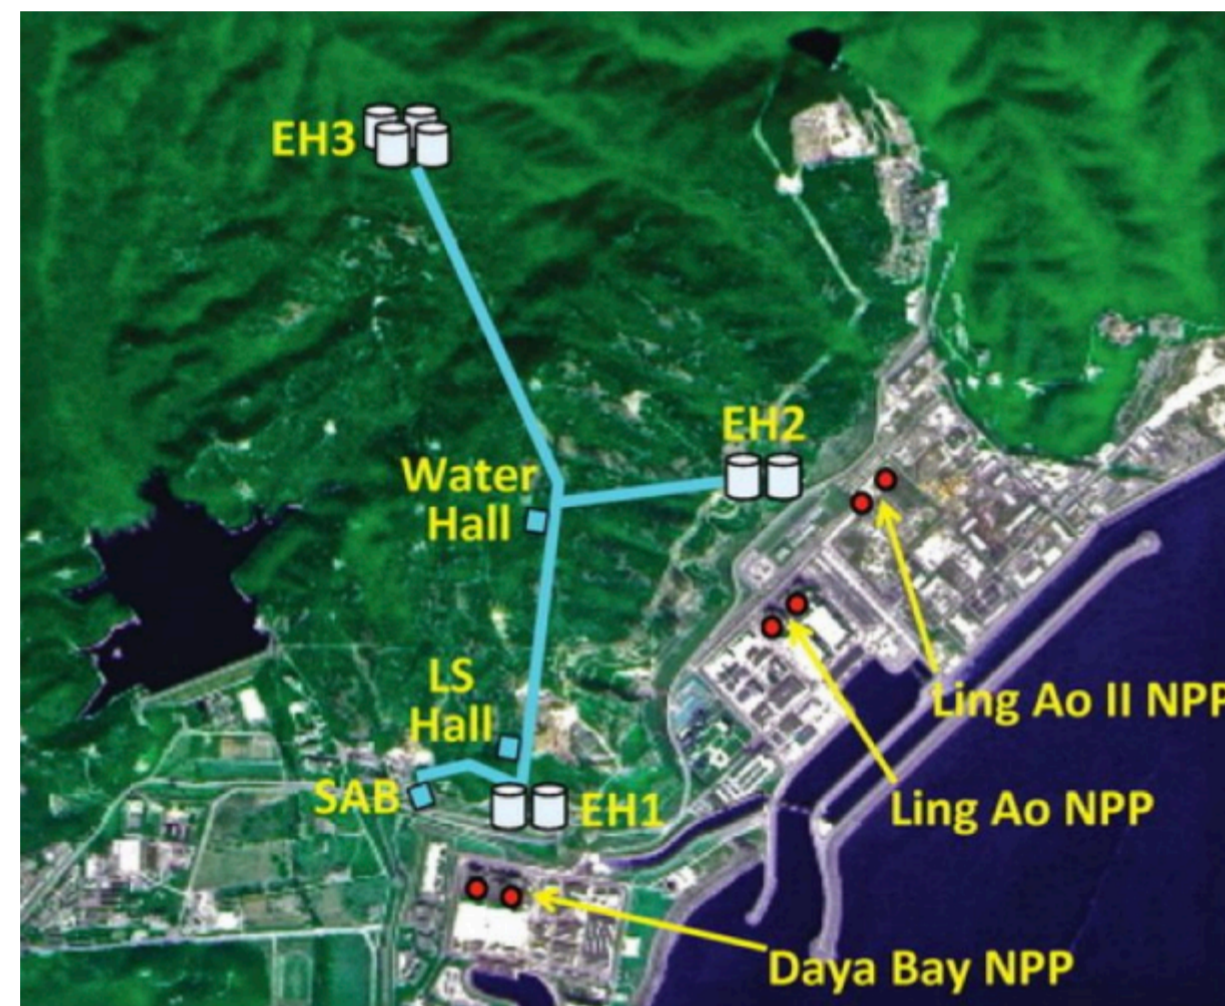 EH3
EH2
Water
Hall
LS
Hall
Ling Ao II NPP
SAB
EH1
Ling Ao NPP
Daya Bay NPP